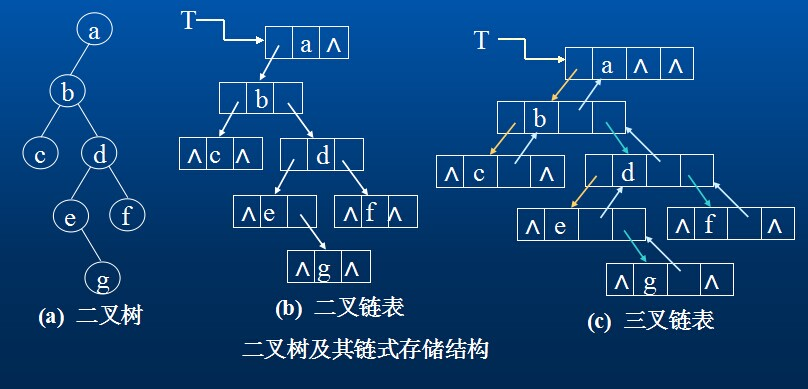 a
b
c
d
e
f
g
(a) 二叉树
T
a ∧
b
∧ c ∧
d
∧ e
∧ f ∧
∧ g ∧
(b) 二叉链表
T
a ∧ ∧
b
∧ c ∧
d
∧ e
∧ f ∧
∧ g ∧
(c) 三叉链表
二叉树及其链式存储结构